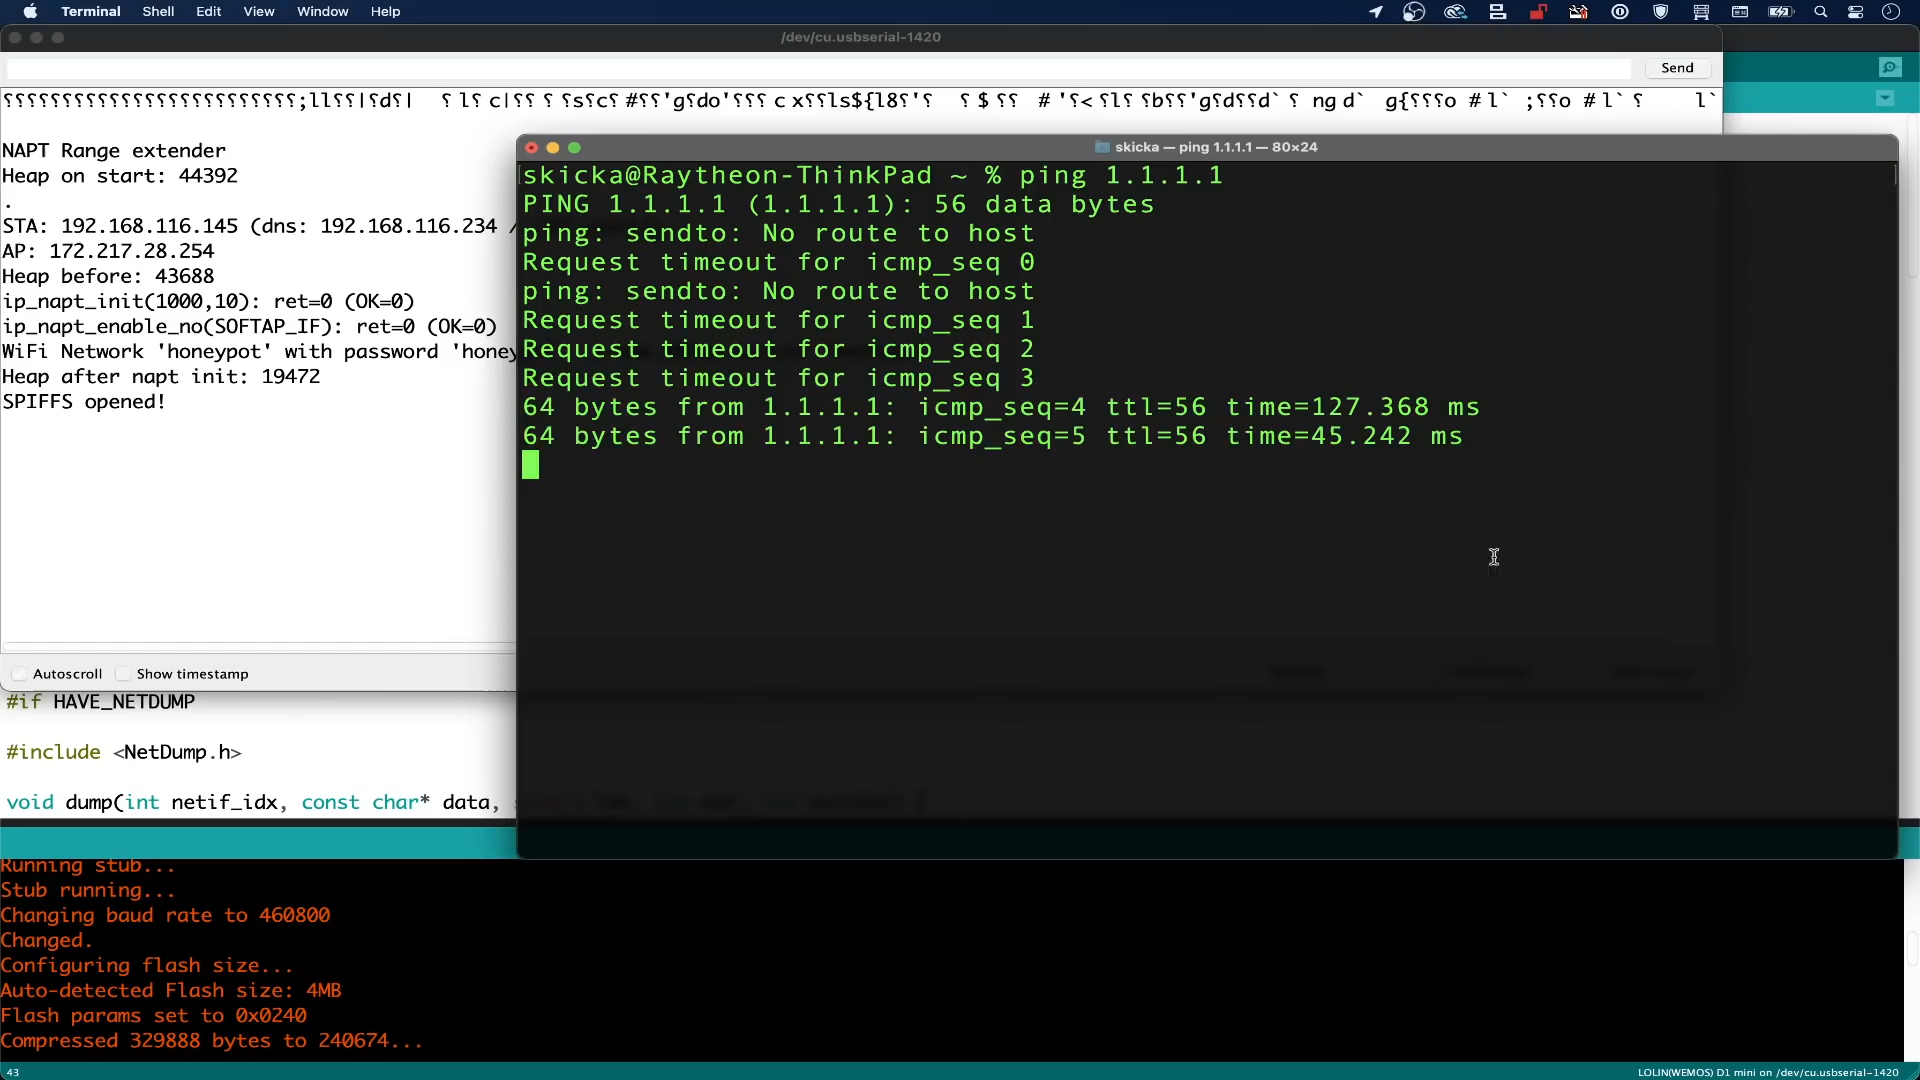 Terminal Shell Edit View Window Help
/dev/cu.usbserial-1420
Send
NAPT Range extender
Heap on start: 44392
.
STA: 192.168.116.145 (dns: 192.168.116.234 /
AP: 172.217.28.254
Heap before: 43688
ip_napt_init(1000,10): ret=0 (OK=0)
ip_napt_enable_no(SOFTAP_IF): ret=0 (OK=0)
WiFi Network 'honeypot' with password 'honey
Heap after napt init: 19472
SPIFFS opened!
Autoscroll Show timestamp
skicka — ping 1.1.1.1 — 80×24
skicka@Raytheon-ThinkPad ~ % ping 1.1.1.1
PING 1.1.1.1 (1.1.1.1): 56 data bytes
ping: sendto: No route to host
Request timeout for icmp_seq 0
ping: sendto: No route to host
Request timeout for icmp_seq 1
Request timeout for icmp_seq 2
Request timeout for icmp_seq 3
64 bytes from 1.1.1.1: icmp_seq=4 ttl=56 time=127.368 ms
64 bytes from 1.1.1.1: icmp_seq=5 ttl=56 time=45.242 ms
#if HAVE_NETDUMP
#include <NetDump.h>
void dump(int netif_idx, const char* data,
Running stub...
Stub running...
Changing baud rate to 460800
Changed.
Configuring flash size...
Auto-detected Flash size: 4MB
Flash params set to 0x0240
Compressed 329888 bytes to 240674...
43
LOLIN(WEMOS) D1 mini on /dev/cu.usbserial-1420